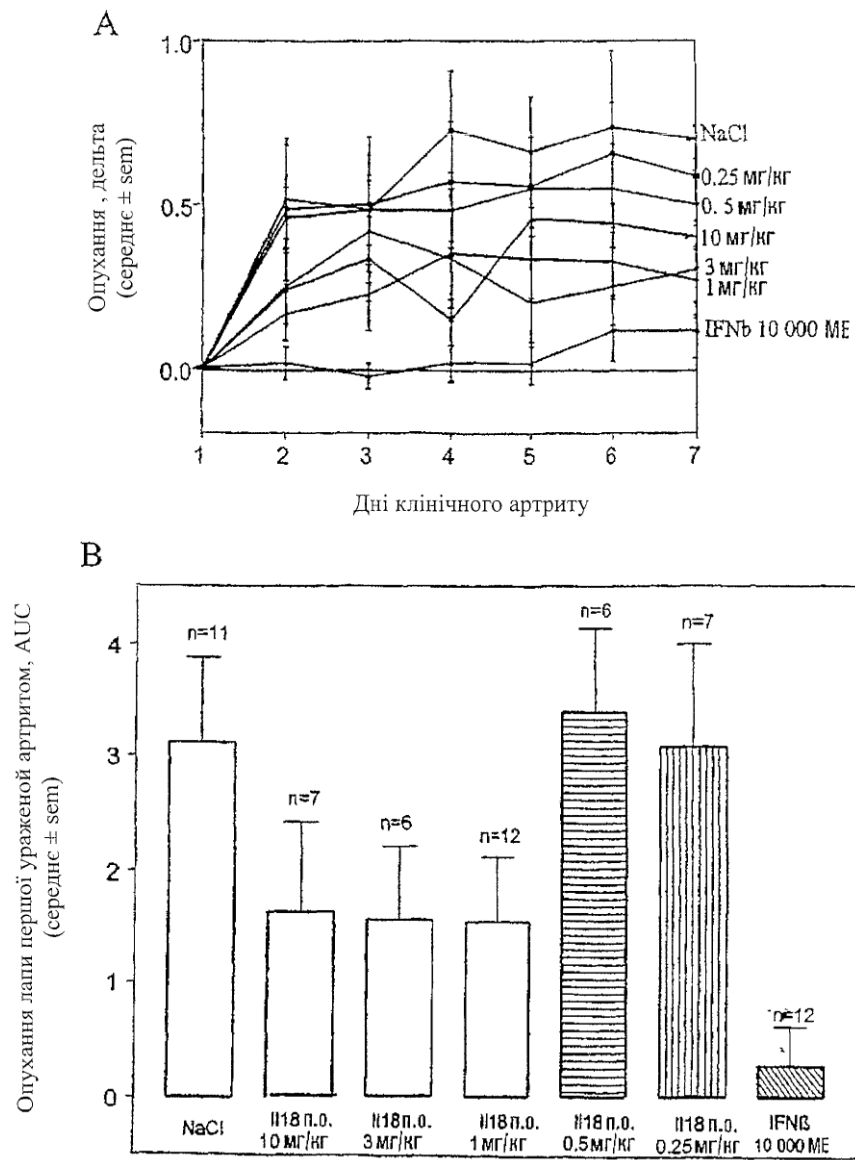 A
Опухання , дельта
(середнє ± sem)
1.0
0.5
0.0
NaCl
0,25 мг/кг
0. 5 мг/кг
10 мг/кг
3 мг/кг
1мг/кг
IFNb 10 000 МЕ
1 2 3 4 5 6 7
Дні клінічного артриту
B
Опухання лапи першої ураженої артритом, AUC
(середнє ± sem)
4
3
2
1
0
n=11
n=7
n=6
n=12
n=6
n=7
n=12
NaCl
Il18 п.о.
10 мг/кг
Il18 п.о.
3 мг/кг
Il18 п.о.
1 мг/кг
Il18 п.о.
0,5 мг/кг
Il18 п.о.
0.25 мг/кг
IFNß
10 000 МЕ